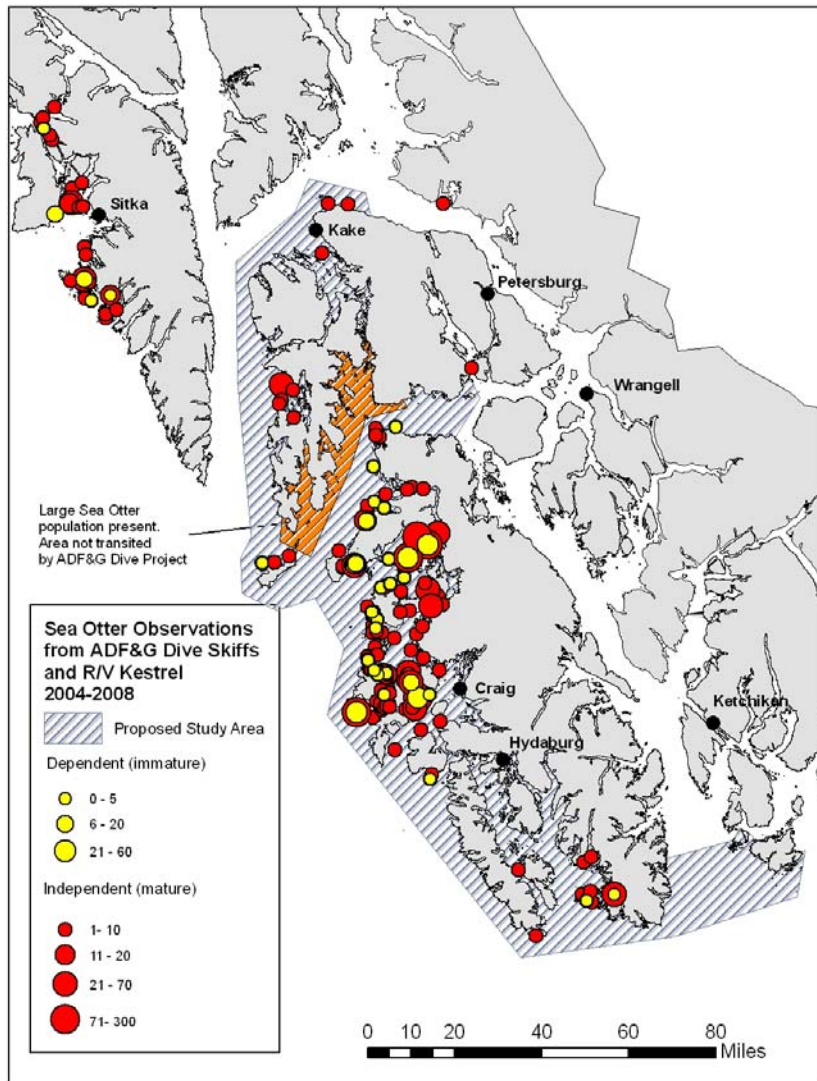 Sitka
Kake
Petersburg
Wrangell
Large Sea Otter
population present.
Area not transited
by ADF&G Dive Project
Sea Otter Observations
from ADF&G Dive Skiffs
and R/V Kestrel
2004-2008
Proposed Study Area
Dependent (immature)
0 - 5
6 - 20
21 - 60
Independent (mature)
1- 10
11 - 20
21 - 70
71- 300
Craig
Ketchikan
Hydaburg
0 10 20 40 60 80
Miles